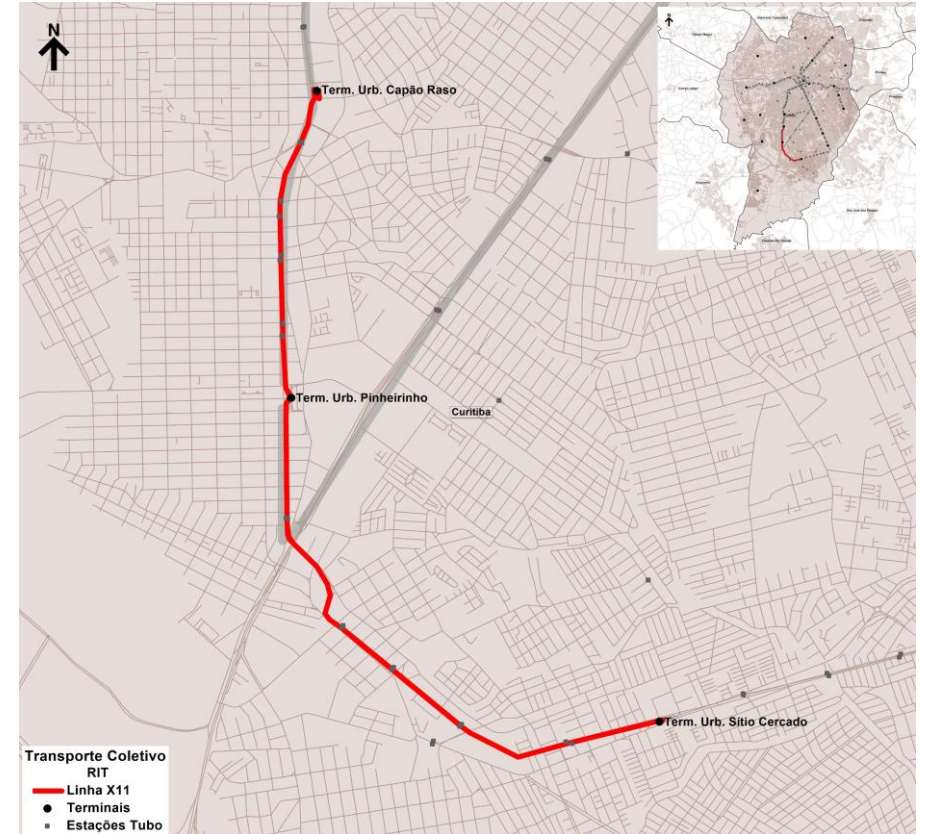 N
Term. Urb. Capão Raso
Term. Urb. Pinheirinho
Curitiba
Term. Urb. Sítio Cercado
Transporte Coletivo
RIT
Linha X11
Terminais
Estações Tubo